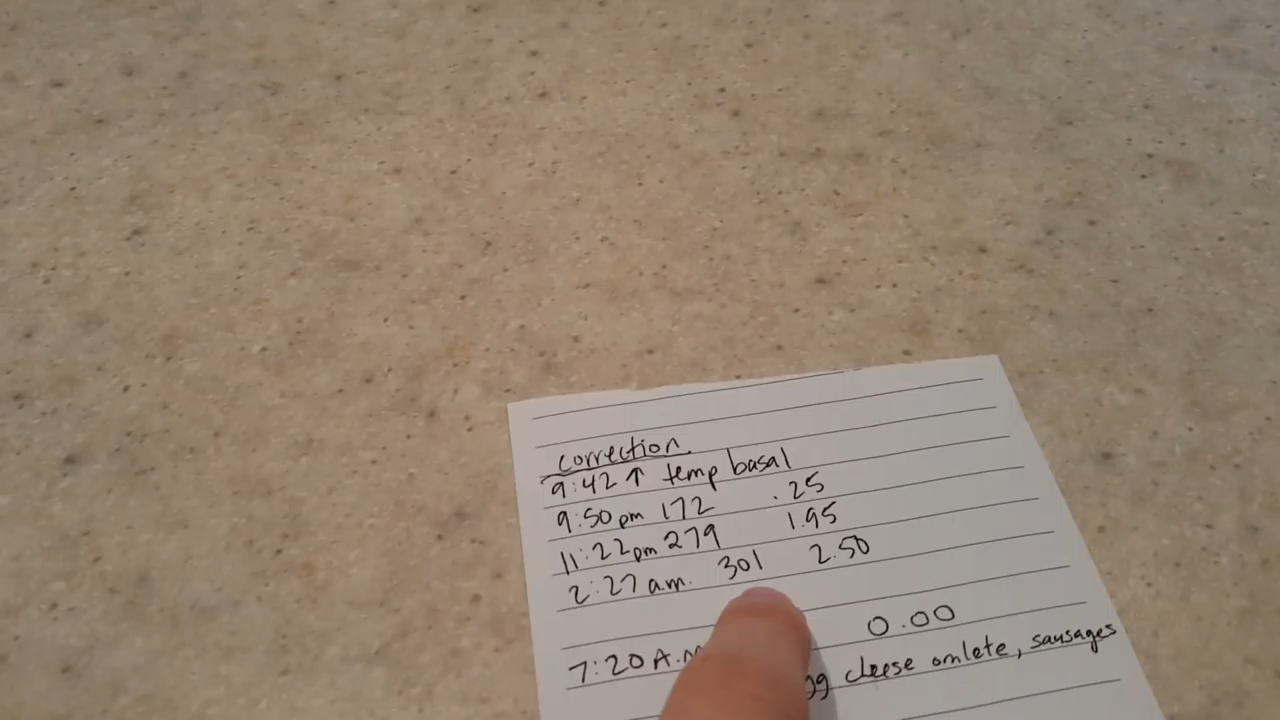 correction
9:42 ↑ temp basal
9:50 pm 172 .25
11:22 pm 279 1.95
2:27 a.m. 301 2.50
7:20 A.M 0.00
cheese omlete, sausages